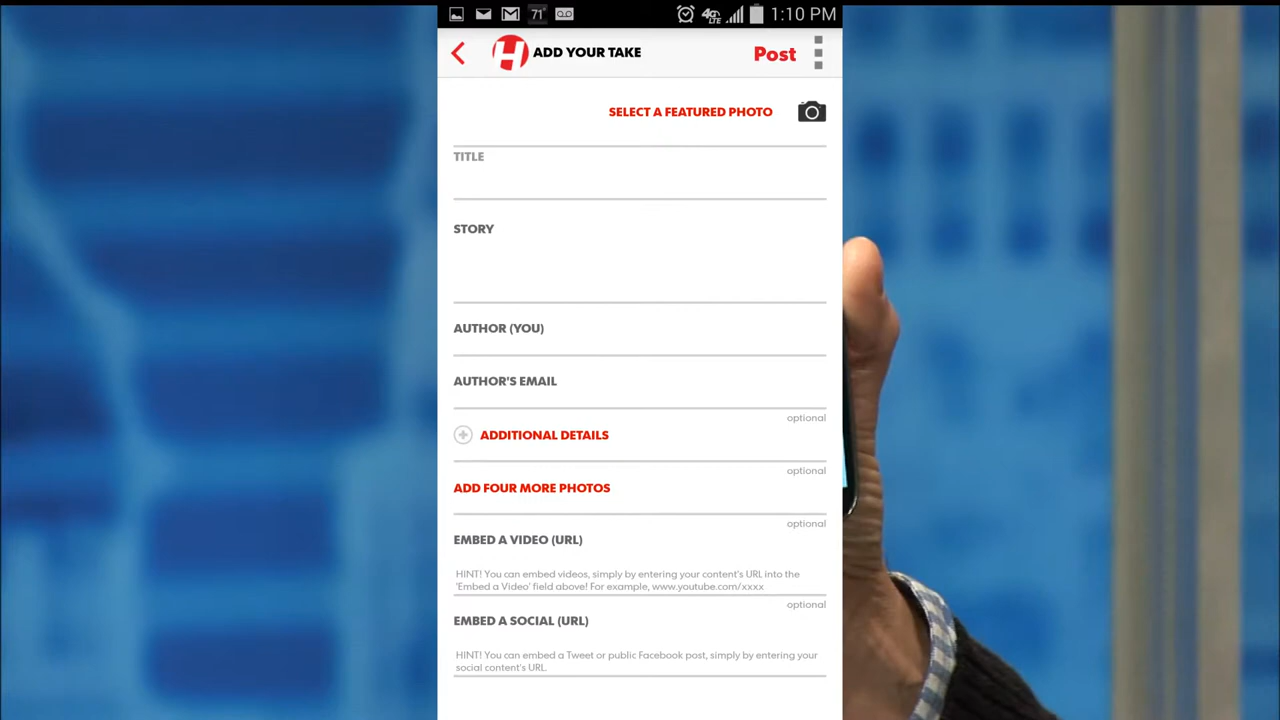 71° 4G LTE 1:10 PM
H ADD YOUR TAKE Post
SELECT A FEATURED PHOTO
TITLE
STORY
AUTHOR (YOU)
AUTHOR'S EMAIL
optional
ADDITIONAL DETAILS
optional
ADD FOUR MORE PHOTOS
optional
EMBED A VIDEO (URL)
HINT! You can embed videos, simply by entering your content's URL into the
'Embed a Video' field above! For example, www.youtube.com/xxxx
optional
EMBED A SOCIAL (URL)
HINT! You can embed a Tweet or public Facebook post, simply by entering your
social content's URL.